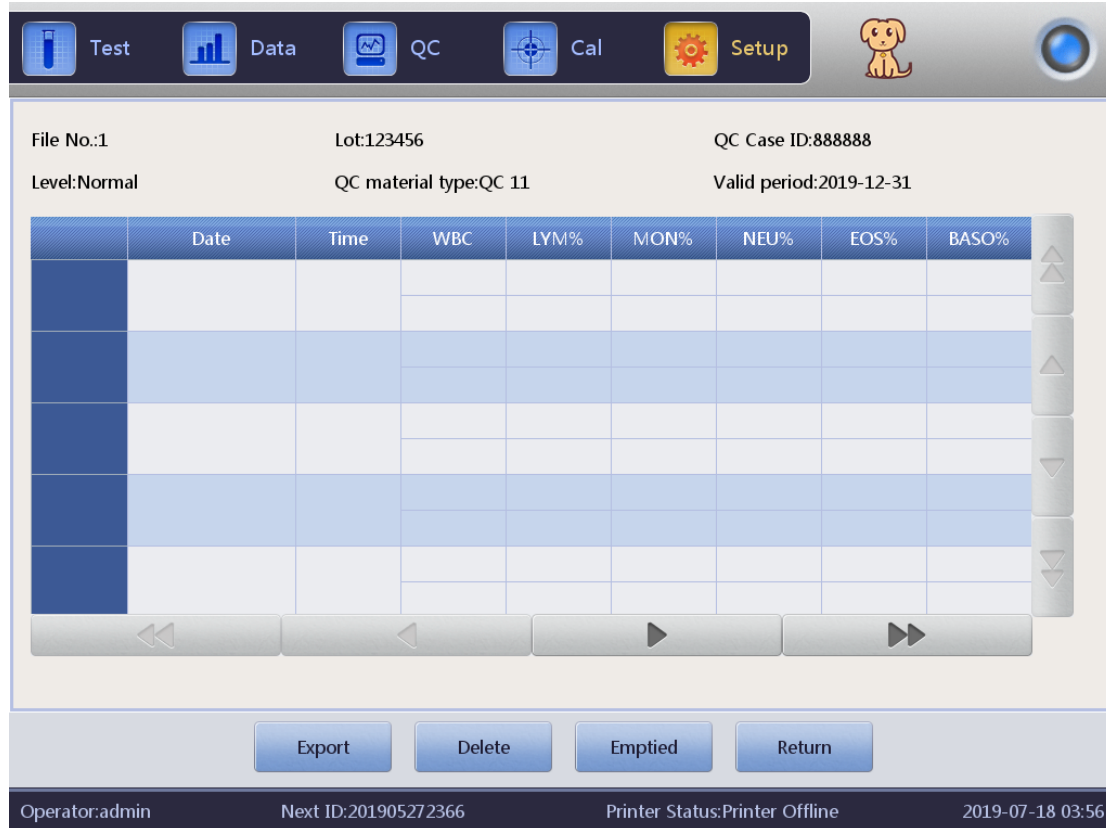 Test Data QC Cal Setup
File No.:1 Lot:123456 QC Case ID:888888
Level:Normal QC material type:QC 11 Valid period:2019-12-31
Date Time WBC LYM% MON% NEU% EOS% BASO%
Export Delete Emptied Return
Operator:admin Next ID:201905272366 Printer Status:Printer Offline 2019-07-18 03:56